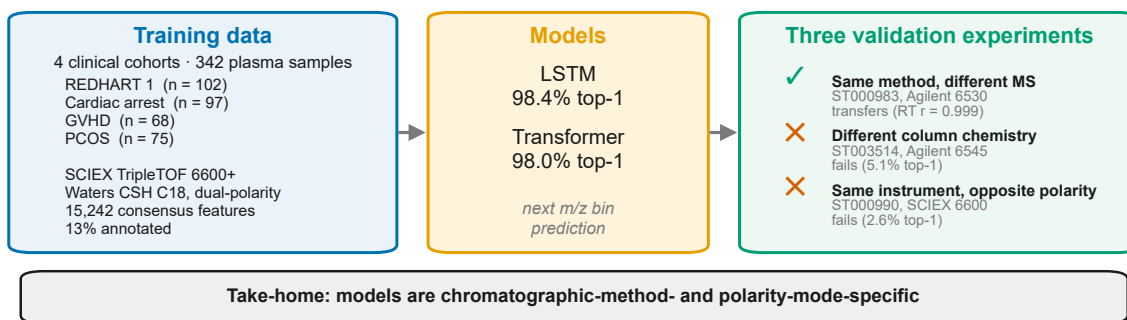 Training data
4 clinical cohorts · 342 plasma samples
REDHART 1 (n = 102)
Cardiac arrest (n = 97)
GVHD (n = 68)
PCOS (n = 75)
SCIEX TripleTOF 6600+
Waters CSH C18, dual-polarity
15,242 consensus features
13% annotated
Models
LSTM
98.4% top-1
Transformer
98.0% top-1
next m/z bin
prediction
Three validation experiments
✓ Same method, different MS
ST000983, Agilent 6530
transfers (RT r = 0.999)
✕ Different column chemistry
ST003514, Agilent 6545
fails (5.1% top-1)
✕ Same instrument, opposite polarity
ST000990, SCIEX 6600
fails (2.6% top-1)
Take-home: models are chromatographic-method- and polarity-mode-specific